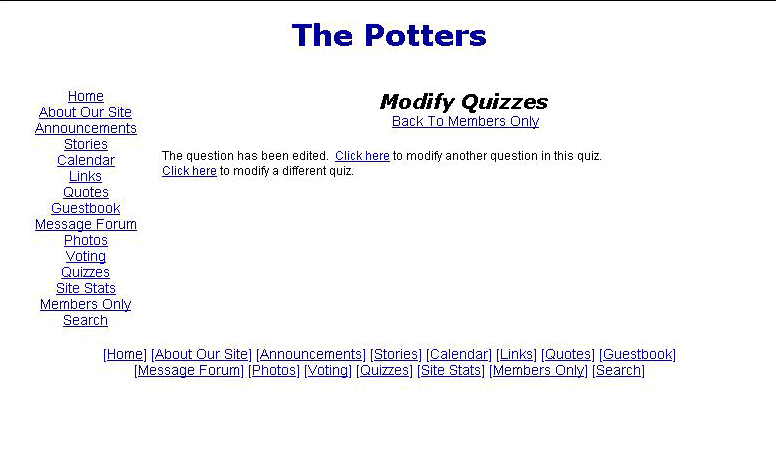 The Potters
Home
About Our Site
Announcements
Stories
Calendar
Links
Quotes
Guestbook
Message Forum
Photos
Voting
Quizzes
Site Stats
Members Only
Search
Modify Quizzes
Back To Members Only
The question has been edited. Click here to modify another question in this quiz.
Click here to modify a different quiz.
[Home] [About Our Site] [Announcements] [Stories] [Calendar] [Links] [Quotes] [Guestbook]
[Message Forum] [Photos] [Voting] [Quizzes] [Site Stats] [Members Only] [Search]